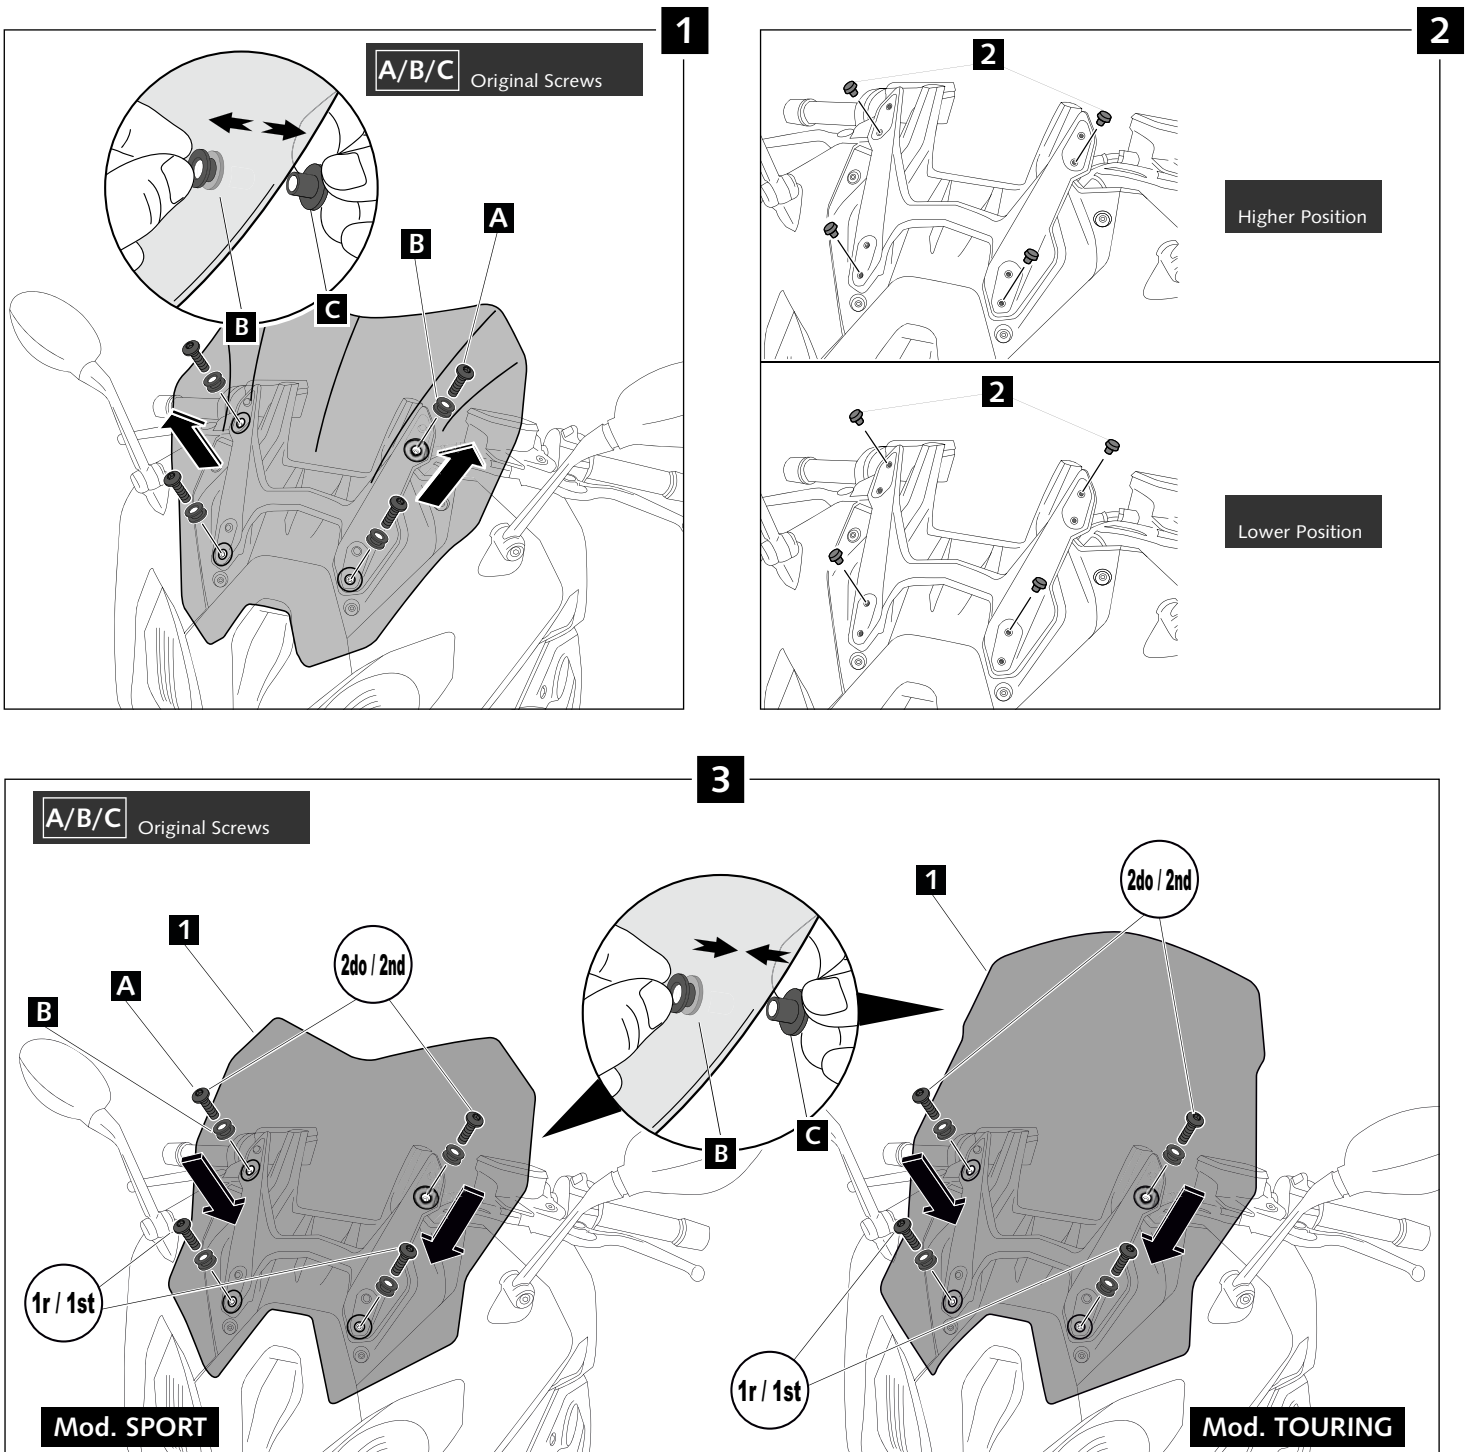 1
A/B/C Original Screws
A
B
C
B
2
2
Higher Position
2
Lower Position
3
A/B/C Original Screws
1
2do / 2nd
A
B
B
C
1r / 1st
Mod. SPORT
1
2do / 2nd
1r / 1st
Mod. TOURING